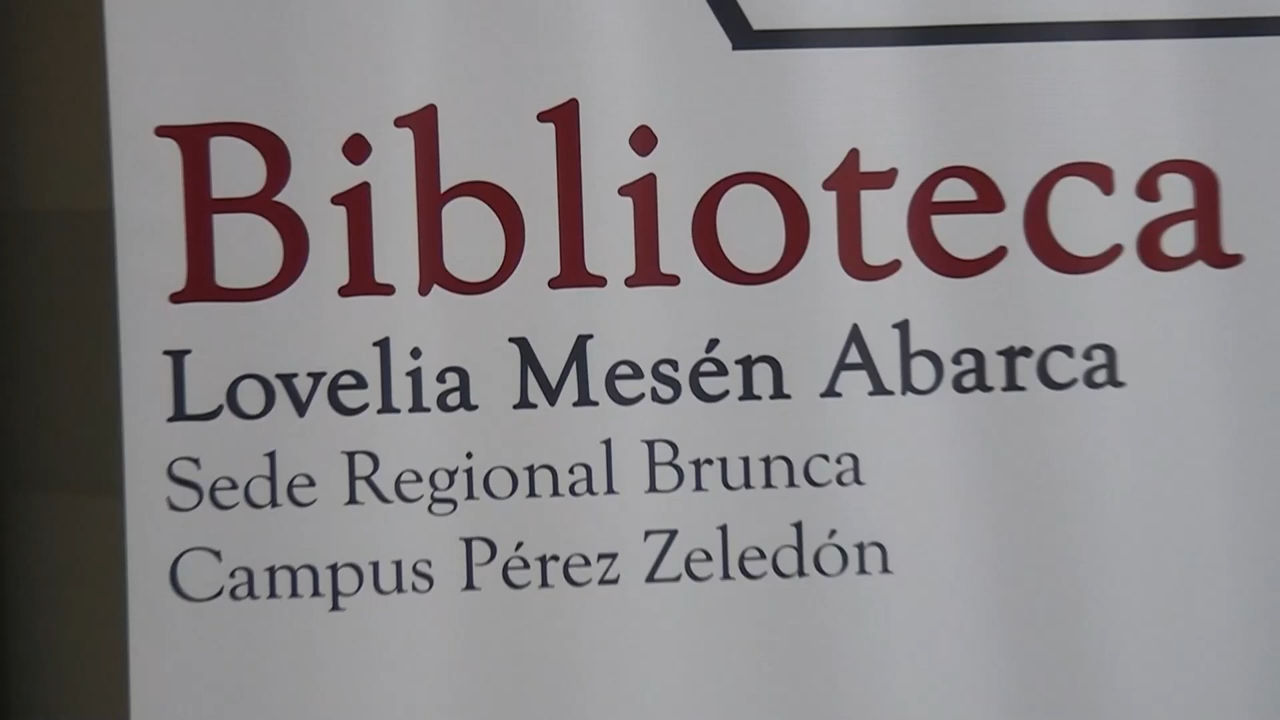 Biblioteca
Lovelia Mesén Abarca
Sede Regional Brunca
Campus Pérez Zeledón